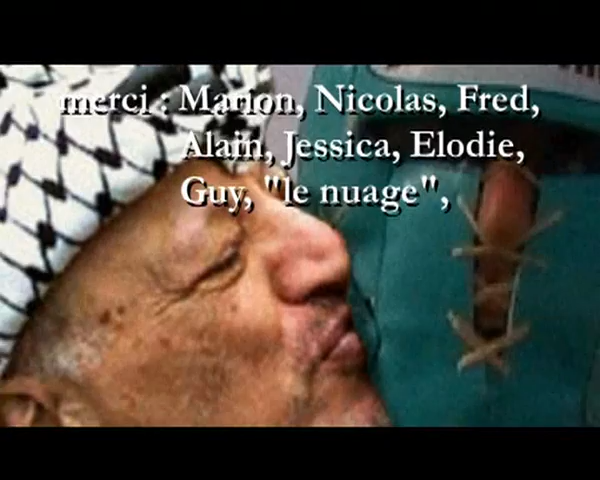 merci : Marion, Nicolas, Fred,
Alain, Jessica, Elodie,
Guy, "le nuage",